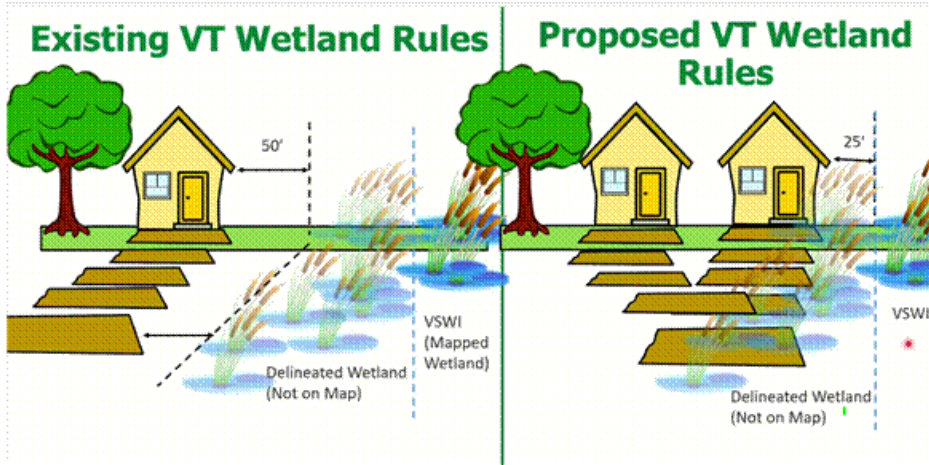 Existing VT Wetland Rules
50'
VSWI
(Mapped
Wetland)
Delineated Wetland
(Not on Map)
Proposed VT Wetland
Rules
25'
VSWI
Delineated Wetland
(Not on Map)